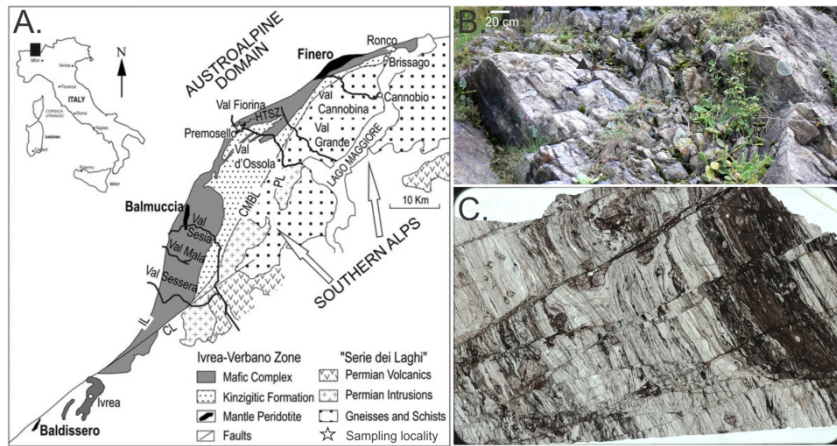 A.
N
ITALY
CORSICA
(FRANCE)
SARDINIA
AUSTROALPINE
DOMAIN
Finero
Ronco
Brissago
Val
Cannobina
Cannobio
Val Fiorina
HTSZ
Premosello
Val
d'Ossola
Val
Grande
LAGO MAGGIORE
PL
CMBL
10 Km
Balmuccia
Val
Sesia
Val Mala
Val Sessera
SOUTHERN ALPS
IL
CL
Ivrea
Baldissero
Ivrea-Verbano Zone
Mafic Complex
Kinzigitic Formation
Mantle Peridotite
Faults
"Serie dei Laghi"
Permian Volcanics
Permian Intrusions
Gneisses and Schists
Sampling locality
B
20 cm
C.